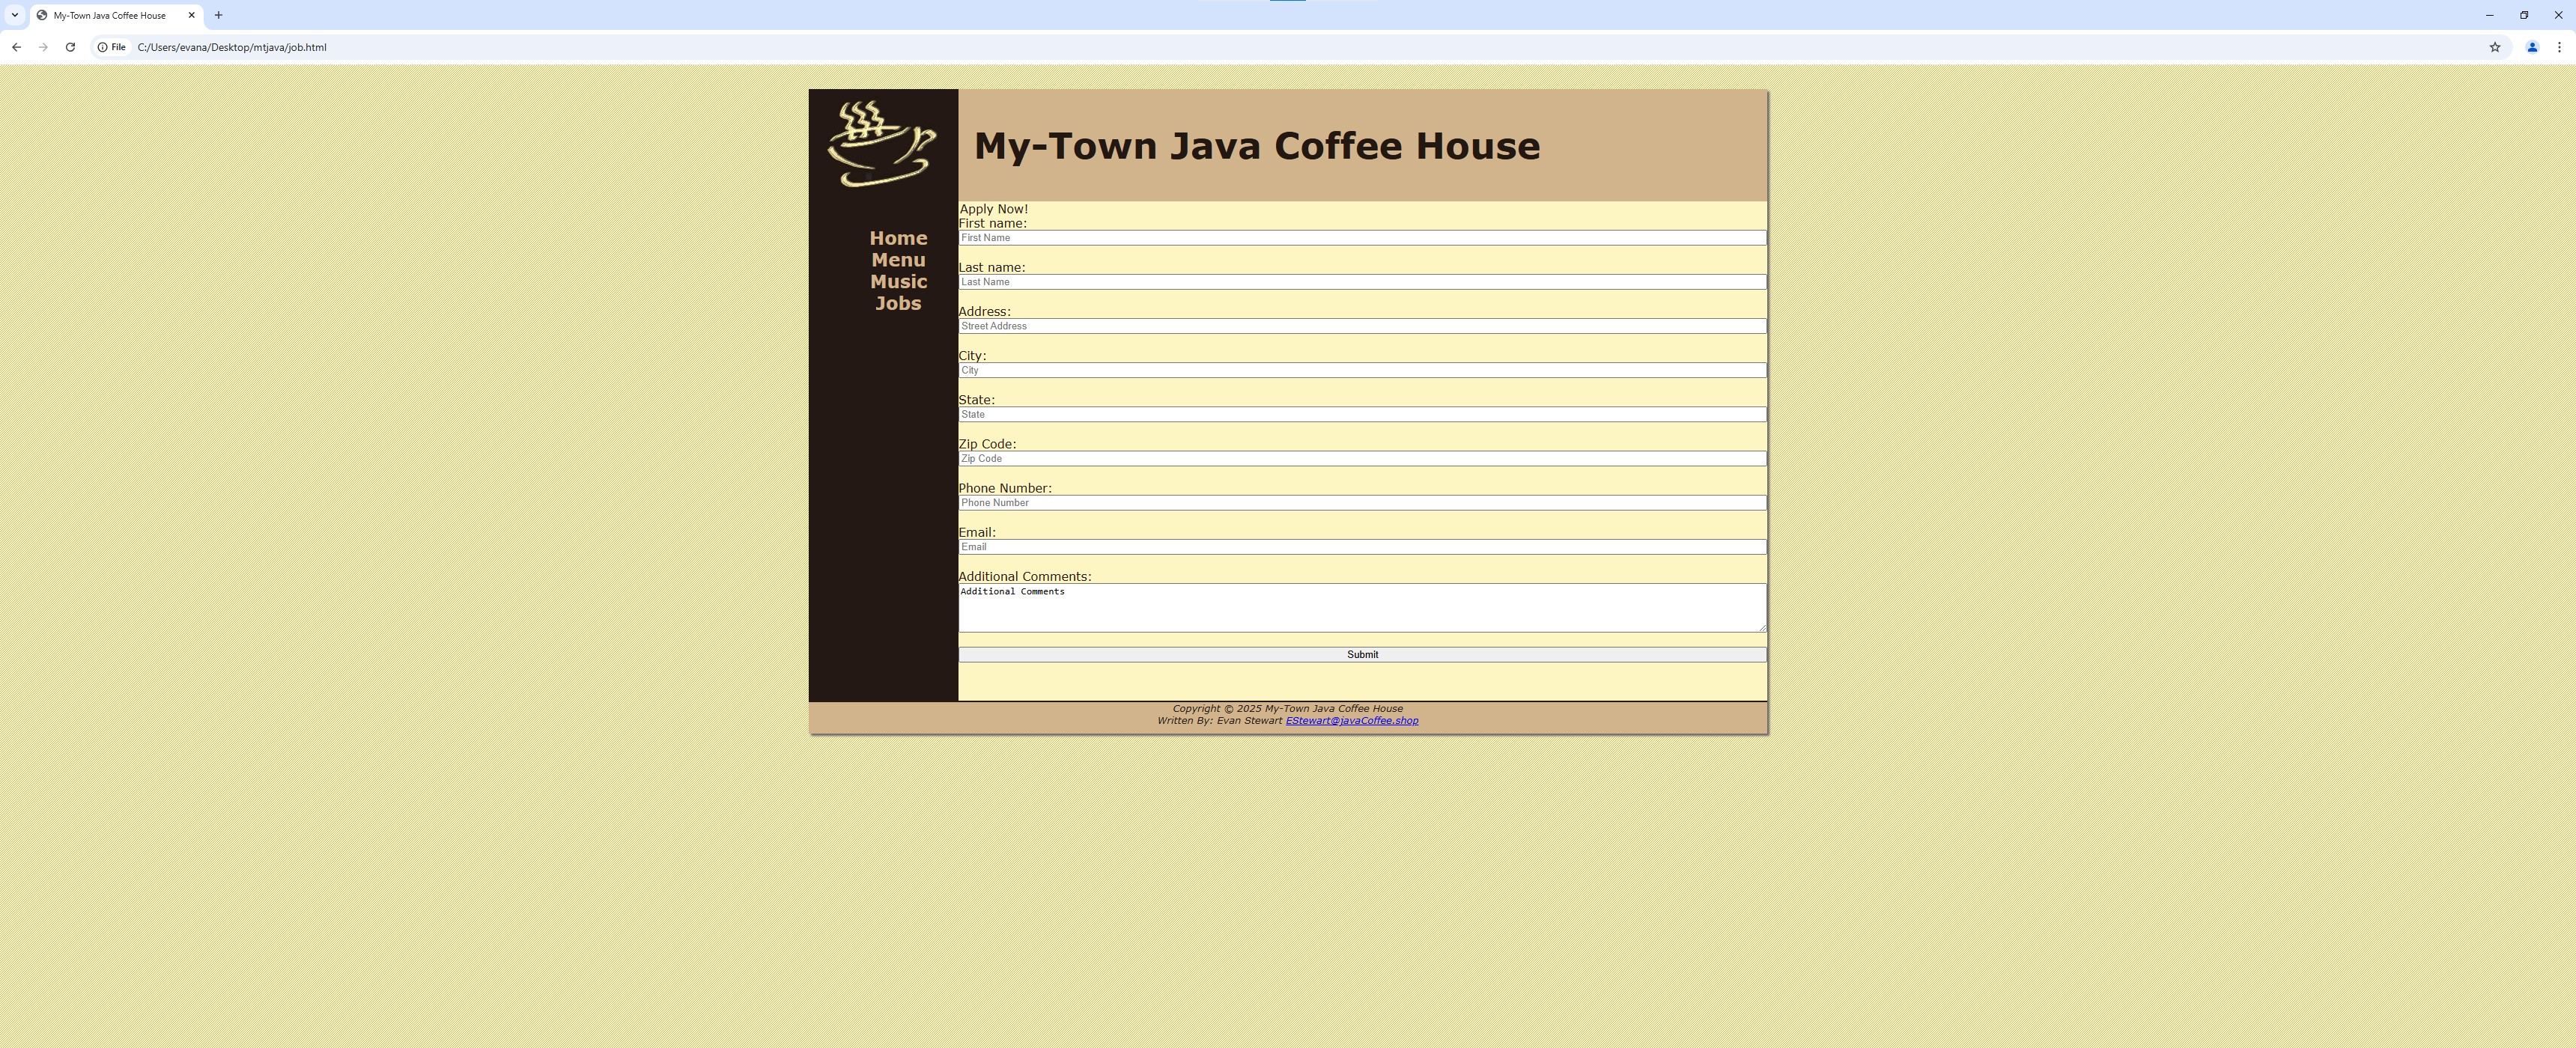 My-Town Java Coffee House
File C:/Users/evana/Desktop/mtjava/job.html
My-Town Java Coffee House
Home
Menu
Music
Jobs
Apply Now!
First name:
First Name
Last name:
Last Name
Address:
Street Address
City:
City
State:
State
Zip Code:
Zip Code
Phone Number:
Phone Number
Email:
Email
Additional Comments:
Additional Comments
Submit
Copyright © 2025 My-Town Java Coffee House
Written By: Evan Stewart EStewart@javaCoffee.shop